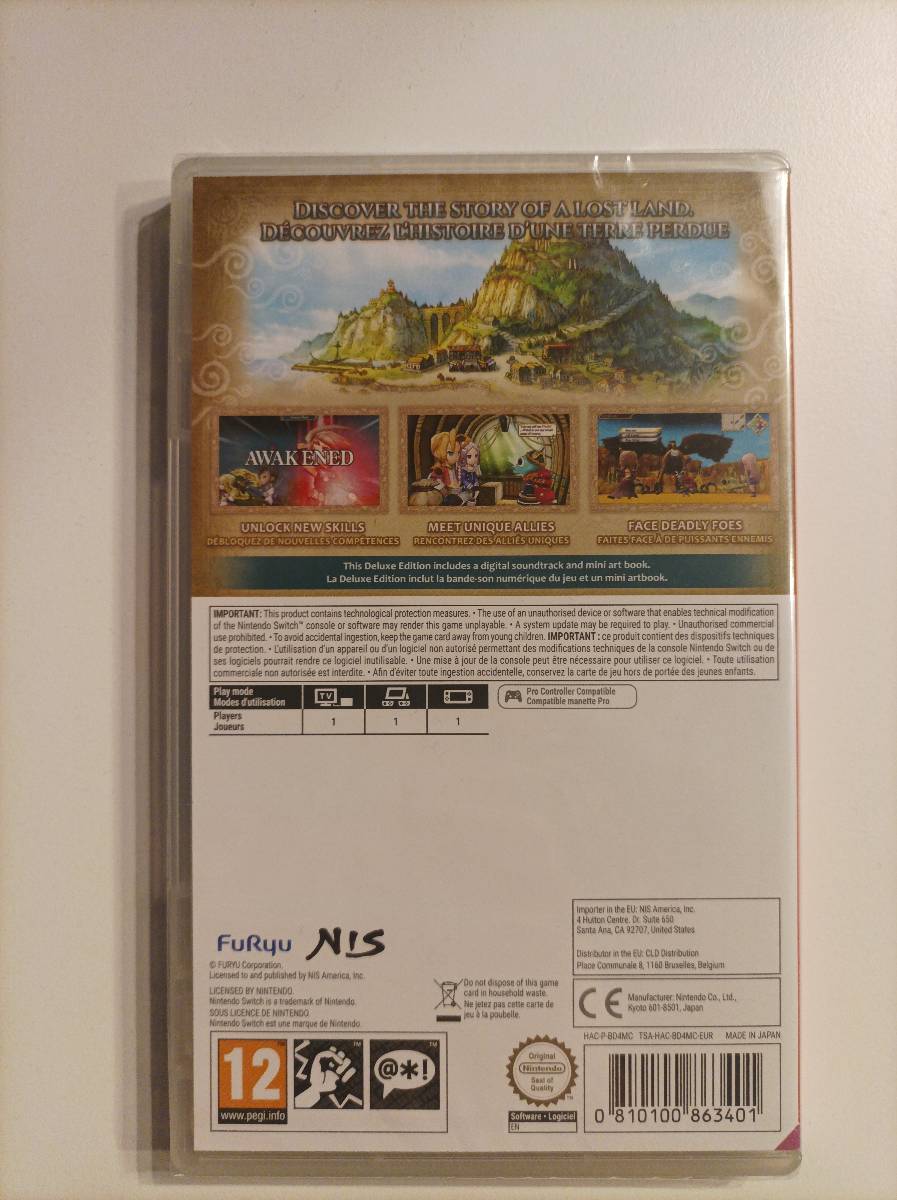 DISCOVER THE STORY OF A LOST LAND.
DÉCOUVREZ L'HISTOIRE D'UNE TERRE PERDUE
AWAKENED
UNLOCK NEW SKILLS
DÉBLOQUEZ DE NOUVELLES COMPÉTENCES
MEET UNIQUE ALLIES
RENCONTREZ DES ALLIÉS UNIQUES
FACE DEADLY FOES
FAITES FACE À DE PUISSANTS ENNEMIS
This Deluxe Edition includes a digital soundtrack and mini art book.
La Deluxe Edition inclut la bande-son numérique du jeu et un mini artbook.
IMPORTANT: This product contains technological protection measures. • The use of an unauthorised device or software that enables technical modification
of the Nintendo Switch™ console or software may render this game unplayable. • A system update may be required to play. • Unauthorised commercial
use prohibited. • To avoid accidental ingestion, keep the game card away from young children. IMPORTANT : ce produit contient des dispositifs techniques
de protection. • L'utilisation d'un appareil ou d'un logiciel non autorisé permettant des modifications techniques de la console Nintendo Switch ou de
ses logiciels pourrait rendre ce logiciel inutilisable. • Une mise à jour de la console peut être nécessaire pour utiliser ce logiciel. • Toute utilisation
commerciale non autorisée est interdite. • Afin d'éviter toute ingestion accidentelle, conservez la carte de jeu hors de portée des jeunes enfants.
Play mode
Modes d'utilisation
TV
Pro Controller Compatible
Compatible manette Pro
Players
Joueurs
1 1 1
FURYU NIS
© FURYU Corporation.
Licensed to and published by NIS America, Inc.
LICENSED BY NINTENDO.
Nintendo Switch is a trademark of Nintendo.
SOUS LICENCE DE NINTENDO.
Nintendo Switch est une marque de Nintendo.
Do not dispose of this game
card in household waste.
Ne jetez pas cette carte de
jeu à la poubelle.
Importer in the EU: NIS America, Inc.
4 Hutton Centre. Dr. Suite 650
Santa Ana, CA 92707, United States
Distributor in the EU: CLD Distribution
Place Communale 8, 1160 Bruxelles, Belgium
CE
Manufacturer: Nintendo Co., Ltd.,
Kyoto 601-8501, Japan
HAC-P-BD4MC TSA-HAC-BD4MC-EUR MADE IN JAPAN
12
www.pegi.info
™
@*!
™
Original
Nintendo
Seal of
Quality
™
Software • Logiciel
EN
0 810100 863401